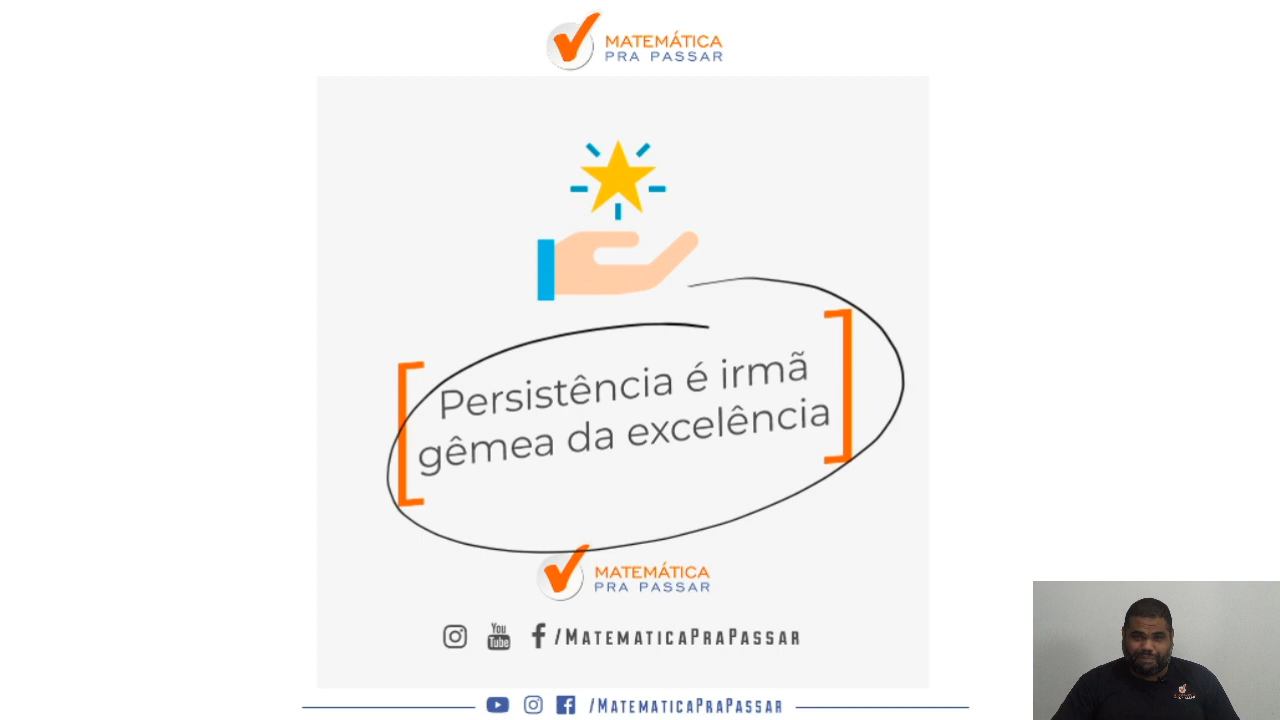 MATEMÁTICA
PRA PASSAR
Persistência é irmã
gêmea da excelência
MATEMÁTICA
PRA PASSAR
You
Tube
/MATEMATICAPRAPASSAR
/MATEMATICAPRAPASSAR